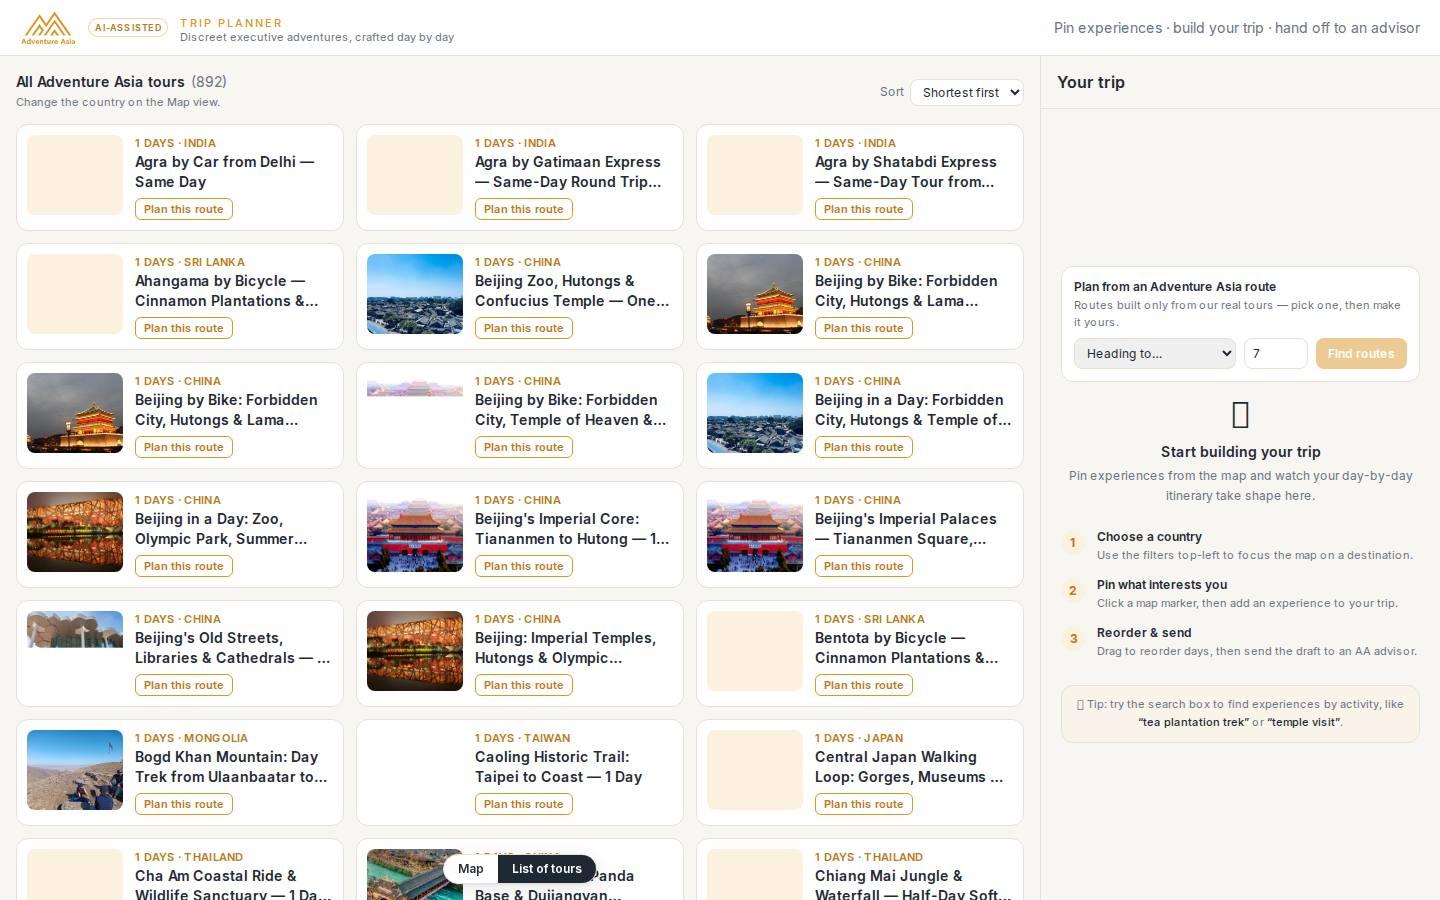 Adventure Asia
AI-ASSISTED
TRIP PLANNER
Discreet executive adventures, crafted day by day
Pin experiences · build your trip · hand off to an advisor
All Adventure Asia tours (892)
Change the country on the Map view.
Sort
Shortest first
1 DAYS · INDIA
Agra by Car from Delhi —
Same Day
Plan this route
1 DAYS · INDIA
Agra by Gatimaan Express
— Same-Day Round Trip...
Plan this route
1 DAYS · INDIA
Agra by Shatabdi Express
— Same-Day Tour from...
Plan this route
1 DAYS · SRI LANKA
Ahangama by Bicycle —
Cinnamon Plantations &...
Plan this route
1 DAYS · CHINA
Beijing Zoo, Hutongs &
Confucius Temple — One...
Plan this route
1 DAYS · CHINA
Beijing by Bike: Forbidden
City, Hutongs & Lama...
Plan this route
1 DAYS · CHINA
Beijing by Bike: Forbidden
City, Hutongs & Lama...
Plan this route
1 DAYS · CHINA
Beijing by Bike: Forbidden
City, Temple of Heaven &...
Plan this route
1 DAYS · CHINA
Beijing in a Day: Forbidden
City, Hutongs & Temple of...
Plan this route
1 DAYS · CHINA
Beijing in a Day: Zoo,
Olympic Park, Summer...
Plan this route
1 DAYS · CHINA
Beijing's Imperial Core:
Tiananmen to Hutong — 1...
Plan this route
1 DAYS · CHINA
Beijing's Imperial Palaces
— Tiananmen Square,...
Plan this route
1 DAYS · CHINA
Beijing's Old Streets,
Libraries & Cathedrals — ...
Plan this route
1 DAYS · CHINA
Beijing: Imperial Temples,
Hutongs & Olympic...
Plan this route
1 DAYS · SRI LANKA
Bentota by Bicycle —
Cinnamon Plantations &...
Plan this route
1 DAYS · MONGOLIA
Bogd Khan Mountain: Day
Trek from Ulaanbaatar to...
Plan this route
1 DAYS · TAIWAN
Caoling Historic Trail:
Taipei to Coast — 1 Day
Plan this route
1 DAYS · JAPAN
Central Japan Walking
Loop: Gorges, Museums ...
Plan this route
1 DAYS · THAILAND
Cha Am Coastal Ride &
Wildlife Sanctuary — 1 Da...
Panda
Base & Dujiangyan...
1 DAYS · THAILAND
Chiang Mai Jungle &
Waterfall — Half-Day Soft...
Map
List of tours
Your trip
Plan from an Adventure Asia route
Routes built only from our real tours — pick one, then make
it yours.
Heading to...
7
Find routes
Start building your trip
Pin experiences from the map and watch your day-by-day
itinerary take shape here.
1
Choose a country
Use the filters top-left to focus the map on a destination.
2
Pin what interests you
Click a map marker, then add an experience to your trip.
3
Reorder & send
Drag to reorder days, then send the draft to an AA advisor.
Tip: try the search box to find experiences by activity, like
“tea plantation trek” or “temple visit”.